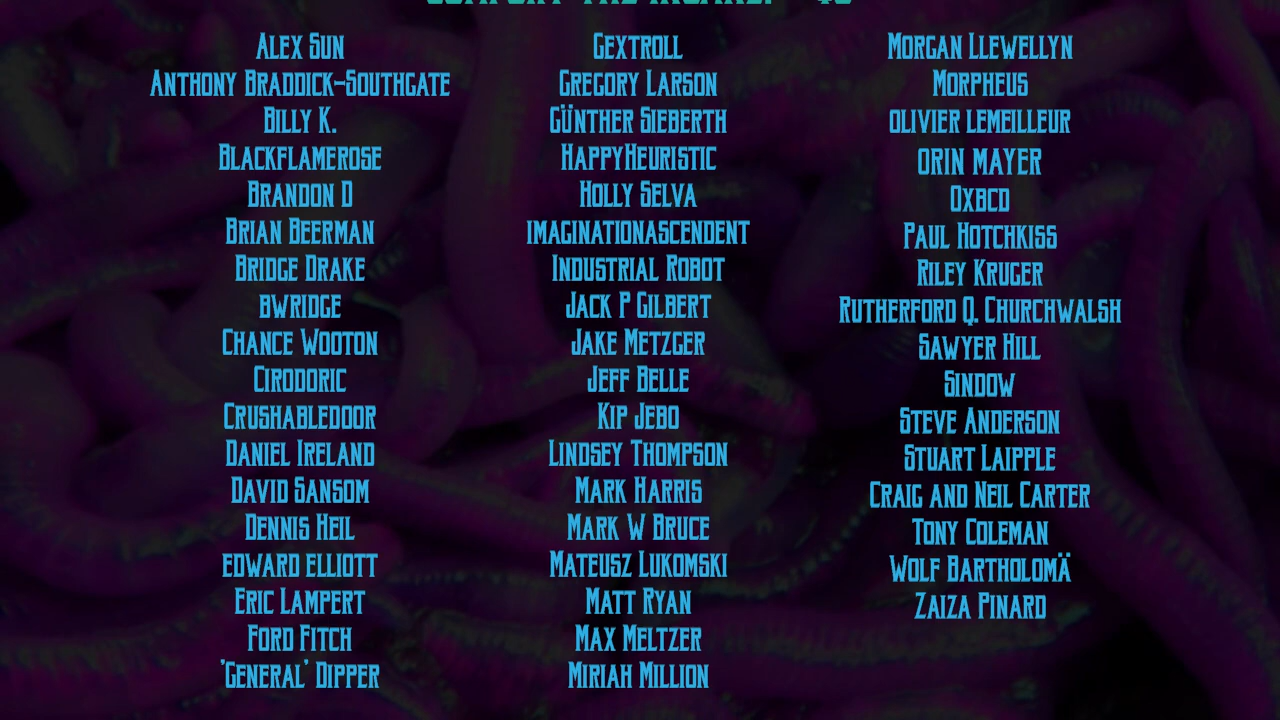 Alex Sun
Anthony Braddick-Southgate
Billy K.
Blackflamerose
Brandon D
Brian Beerman
Bridge Drake
bwridge
Chance Wooton
Cirodoric
Crushabledoor
Daniel Ireland
David Sansom
Dennis Heil
edward elliott
Eric Lampert
Ford Fitch
'General' Dipper
Gextroll
Gregory Larson
Günther Sieberth
HappyHeuristic
Holly Selva
imaginationascendent
Industrial Robot
Jack P Gilbert
Jake Metzger
Jeff Belle
Kip Jebo
Lindsey Thompson
Mark Harris
Mark W Bruce
Mateusz Lukomski
Matt Ryan
Max Meltzer
Miriah Million
Morgan Llewellyn
Morpheus
olivier lemeilleur
ORIN MAYER
Oxbcd
Paul Hotchkiss
Riley Kruger
Rutherford Q. Churchwalsh
Sawyer Hill
Sindow
Steve Anderson
Stuart Laipple
Craig and Neil Carter
Tony Coleman
Wolf Bartholomä
Zaiza Pinard